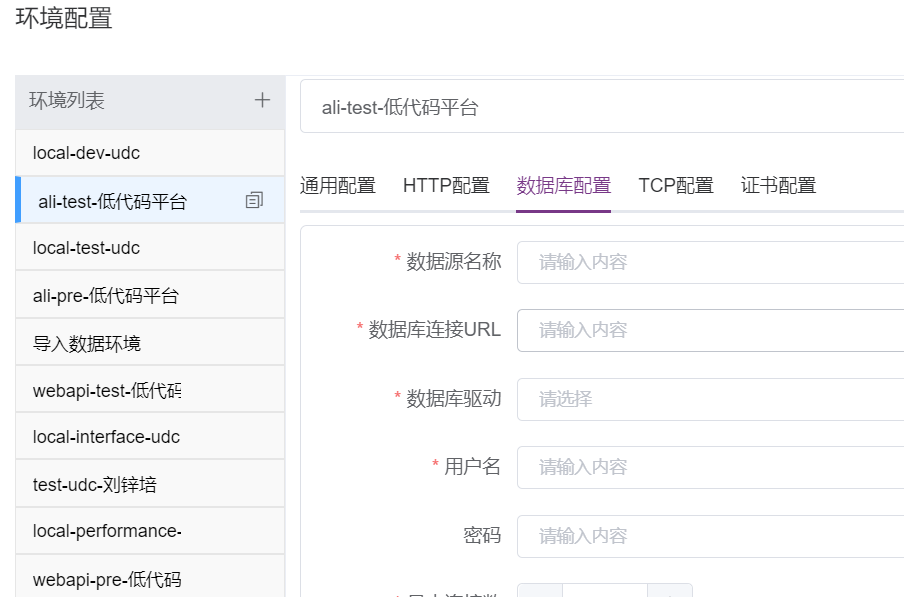 环境配置
环境列表
local-dev-udc
ali-test-低代码平台
local-test-udc
ali-pre-低代码平台
导入数据环境
webapi-test-低代码
local-interface-udc
test-udc-刘锌培
local-performance-
webapi-pre-低代码
ali-test-低代码平台
通用配置 HTTP配置 数据库配置 TCP配置 证书配置
* 数据源名称 请输入内容
* 数据库连接URL 请输入内容
* 数据库驱动 请选择
* 用户名 请输入内容
密码 请输入内容